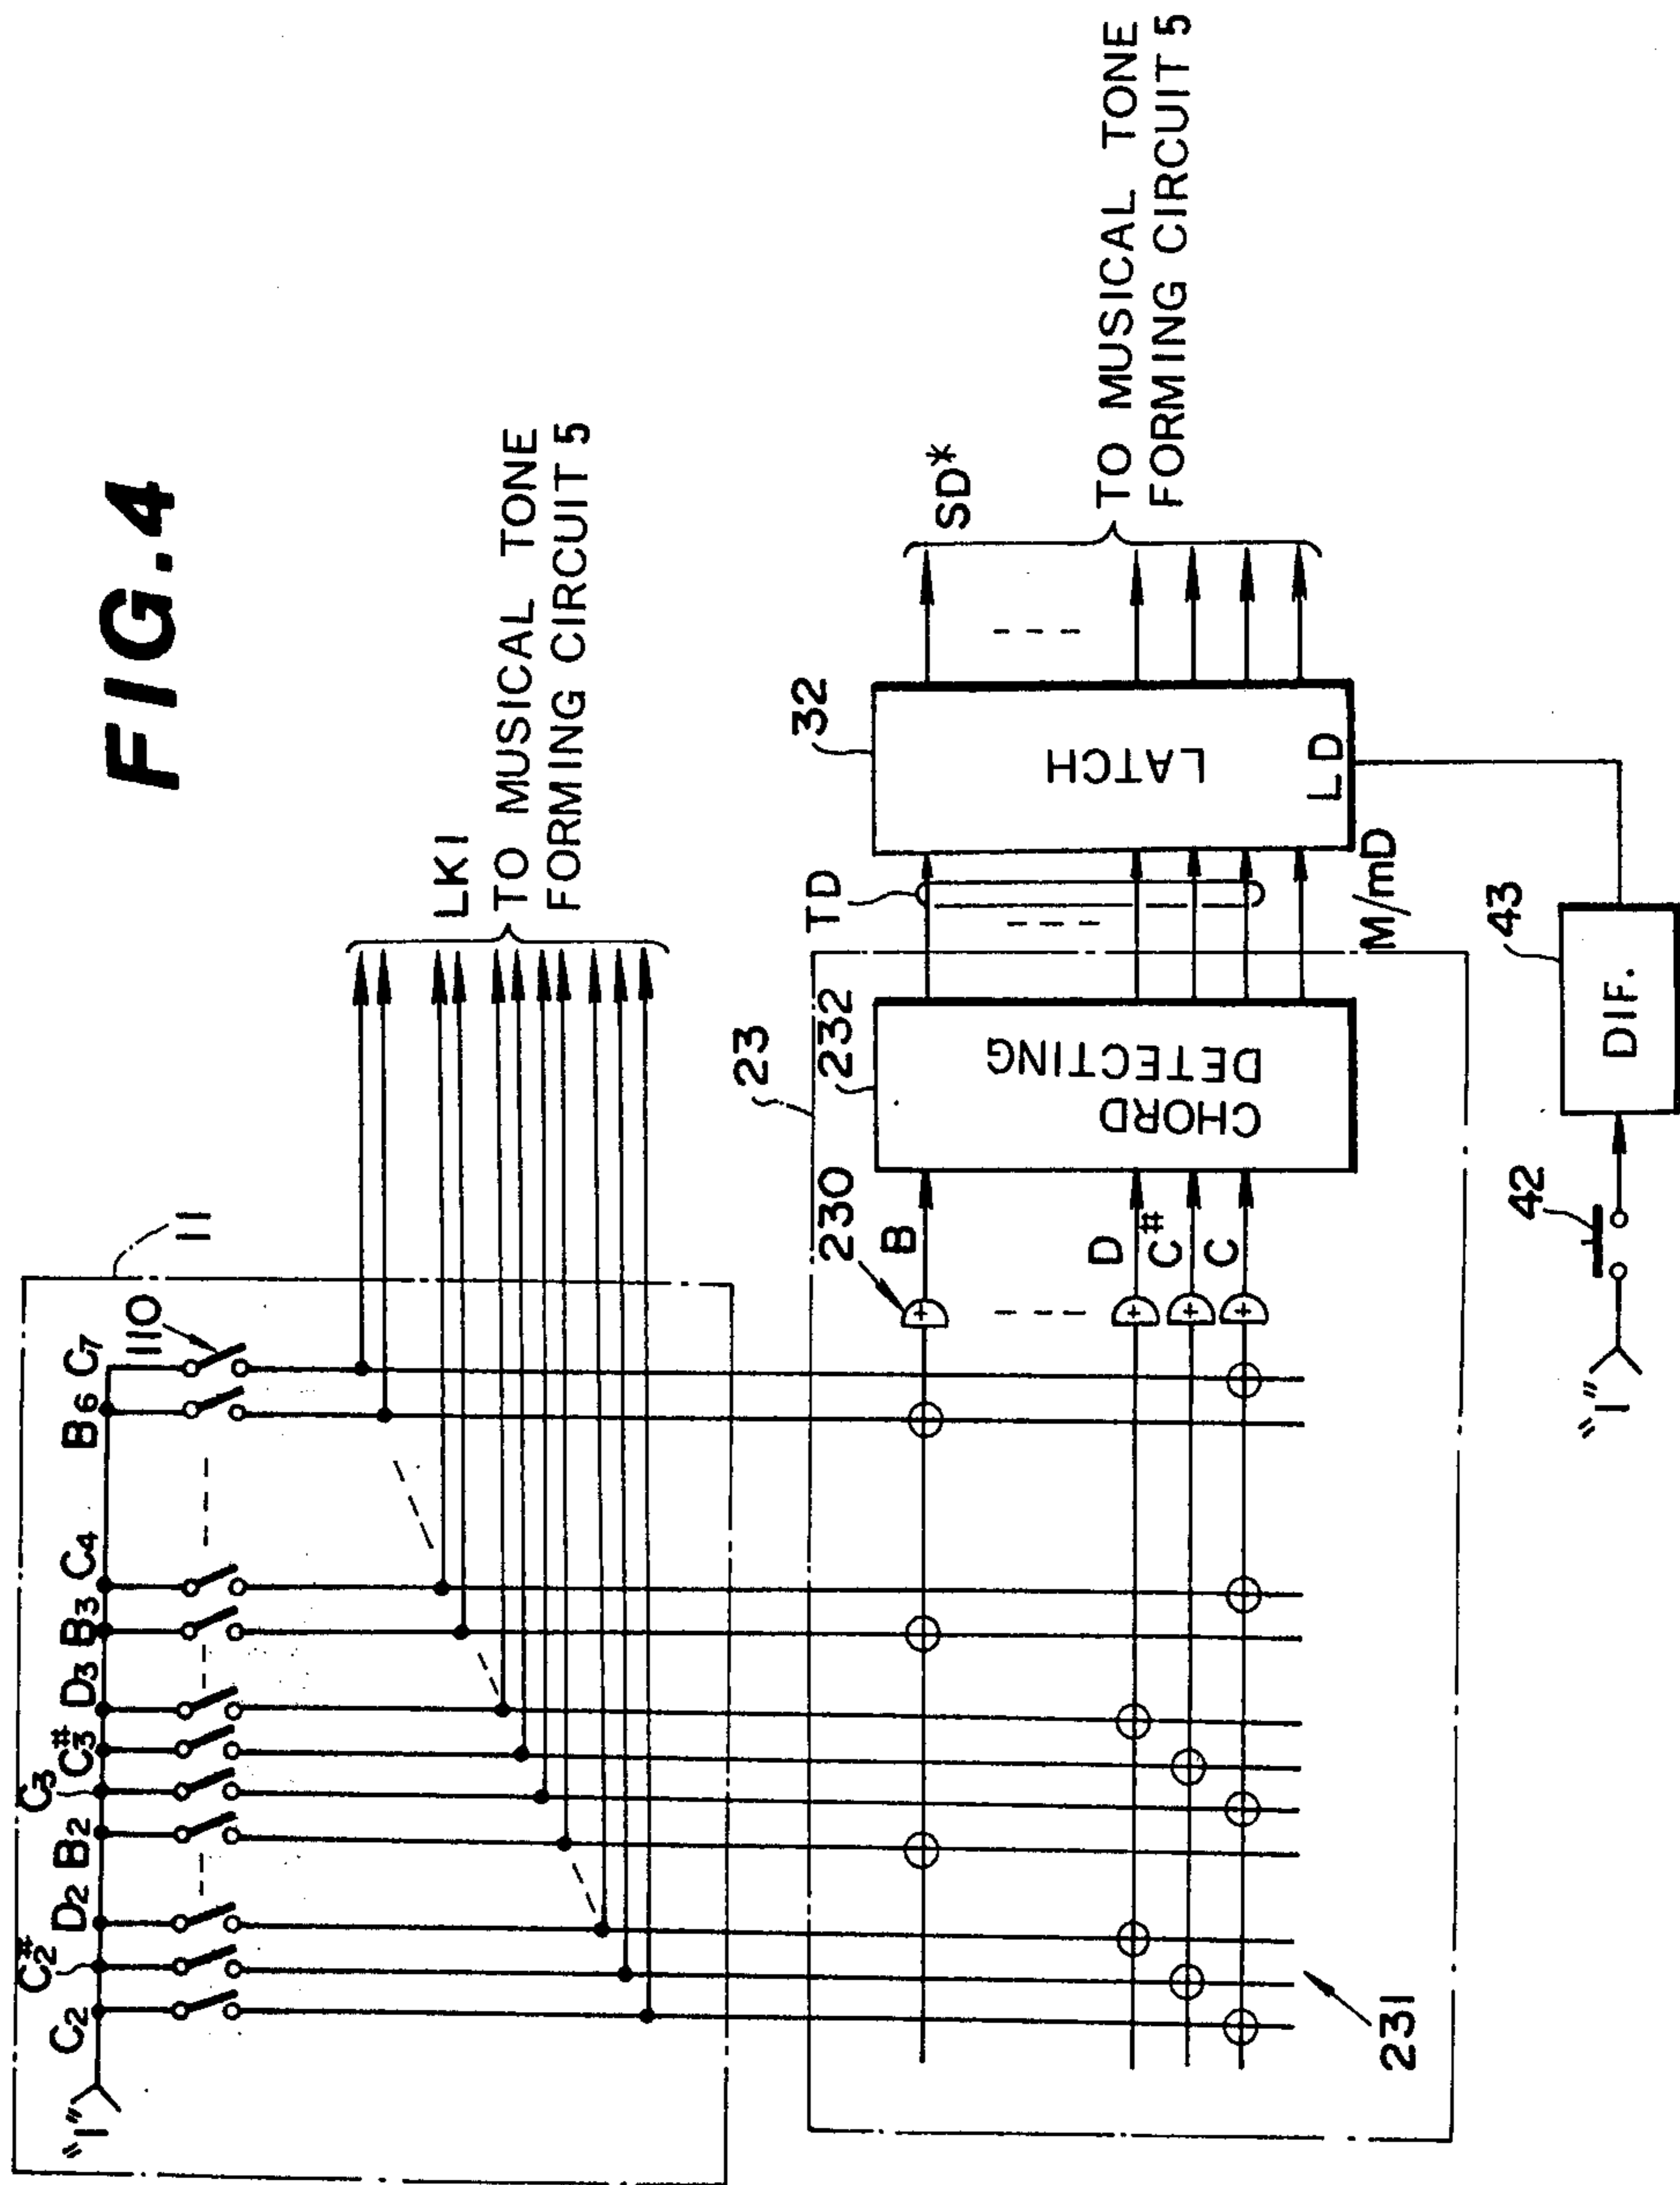 FIG.4
11
110
"1"
C2
C#2
D2
B2
C3
C#3
D3
B3
C4
B6
C7
LKI
TO MUSICAL TONE
FORMING CIRCUIT 5
23
230
231
232
B
D
C#
C
CHORD
DETECTING
TD
M/mD
32
LATCH
LD
SD*
TO MUSICAL TONE
FORMING CIRCUIT 5
"1"
42
43
DIF.